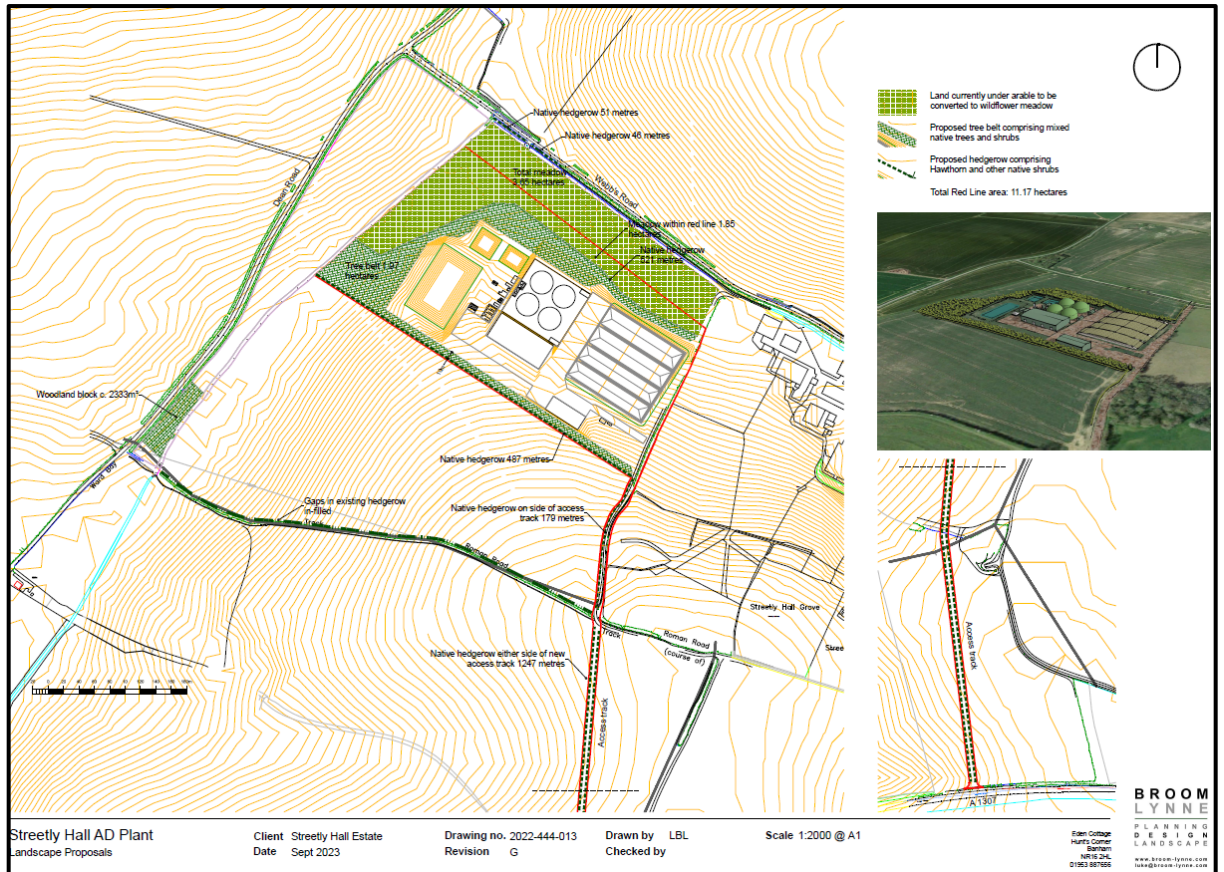 Native hedgerow 51 metres
Native hedgerow 46 metres
Dean Road
Webb's Road
Total meadow
3.65 hectares
Meadow within red line 1.85
hectares
Native hedgerow
Tree belt 1.97
hectares
Woodland block c. 2333m²
Native hedgerow 487 metres
Gaps in existing hedgerow
in-filled
Track
Native hedgerow on side of access
track 179 metres
Roman Road
Streetly Hall Grove
Track
Roman Road
(course of)
Native hedgerow either side of new
access track 1247 metres
Access track
Land currently under arable to be
converted to wildflower meadow
Proposed tree belt comprising mixed
native trees and shrubs
Proposed hedgerow comprising
Hawthorn and other native shrubs
Total Red Line area: 11.17 hectares
Access track
A 1307
Streetly Hall AD Plant
Landscape Proposals
Client Streetly Hall Estate
Date Sept 2023
Drawing no. 2022-444-013
Revision G
Drawn by LBL
Checked by
Scale 1:2000 @ A1
Eden Cottage
Hunt's Corner
Banham
NR16 2HL
01953 887656
BROOM
LYNNE
PLANNING
DESIGN
LANDSCAPE
www.broom-lynne.com
luke@broom-lynne.com